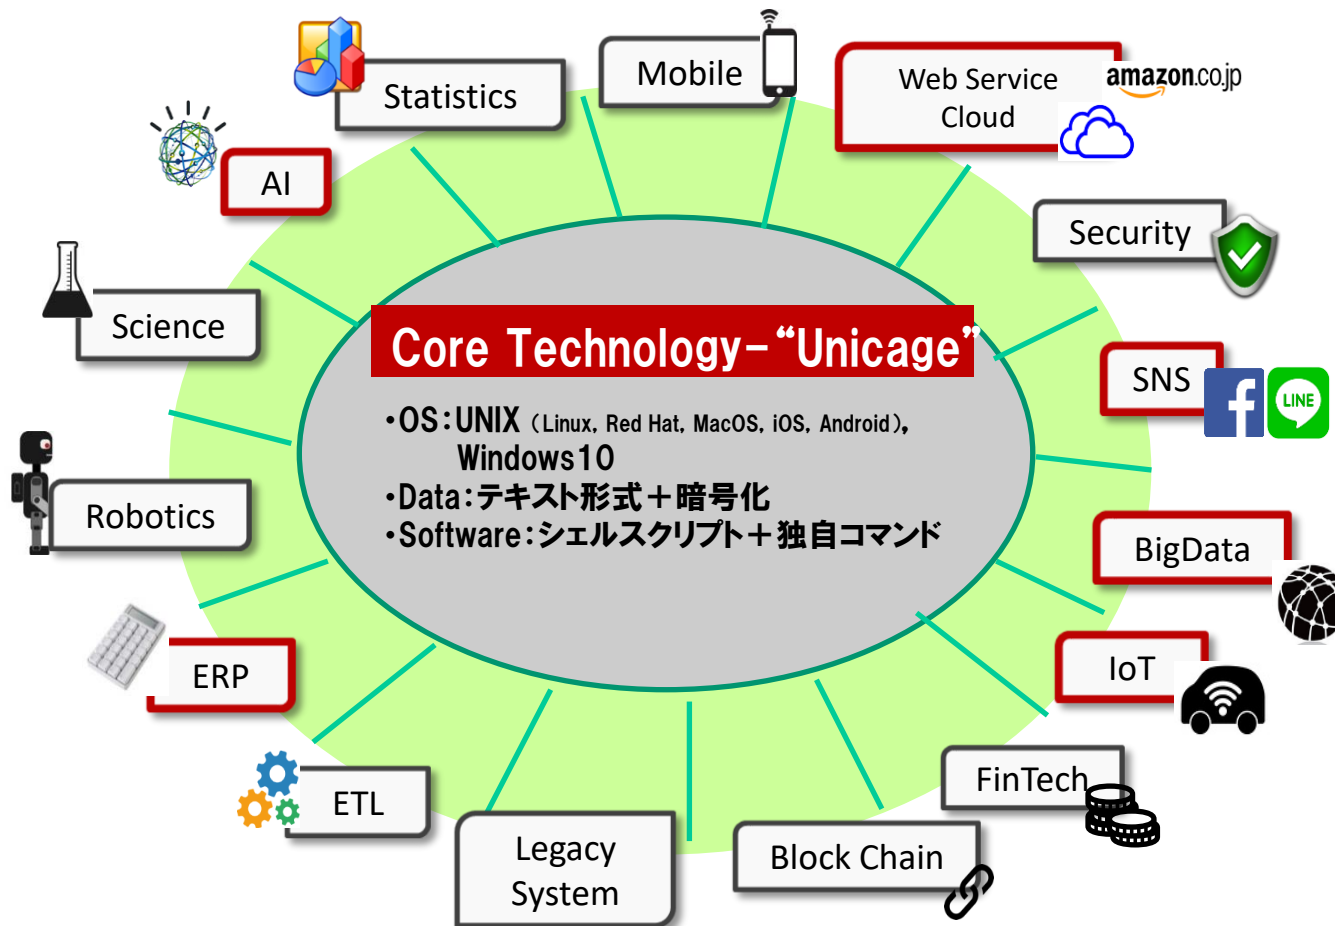 Mobile
Statistics
Web Service
Cloud
amazon.co.jp
AI
Security
Science
Core Technology-“Unicage”
SNS
f
LINE
・OS:UNIX (Linux, Red Hat, MacOS, iOS, Android),
Windows10
・Data:テキスト形式+暗号化
・Software:シェルスクリプト+独自コマンド
Robotics
BigData
ERP
IoT
FinTech
ETL
Legacy
System
Block Chain